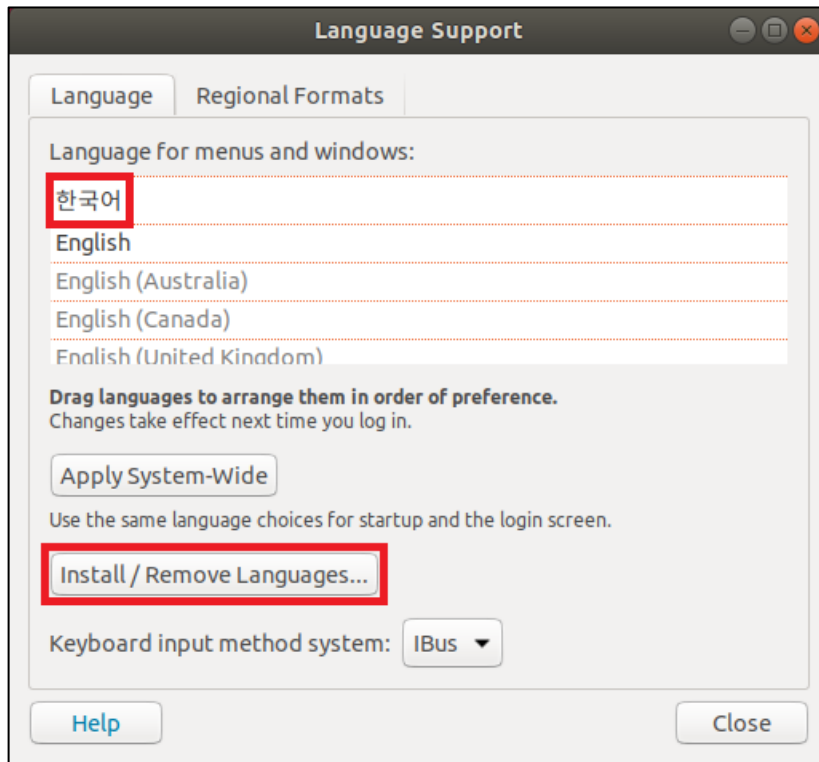 Language Support
Language
Regional Formats
Language for menus and windows:
한국어
English
English (Australia)
English (Canada)
English (United Kingdom)
Drag languages to arrange them in order of preference.
Changes take effect next time you log in.
Apply System-Wide
Use the same language choices for startup and the login screen.
Install / Remove Languages...
Keyboard input method system: IBus
Help
Close